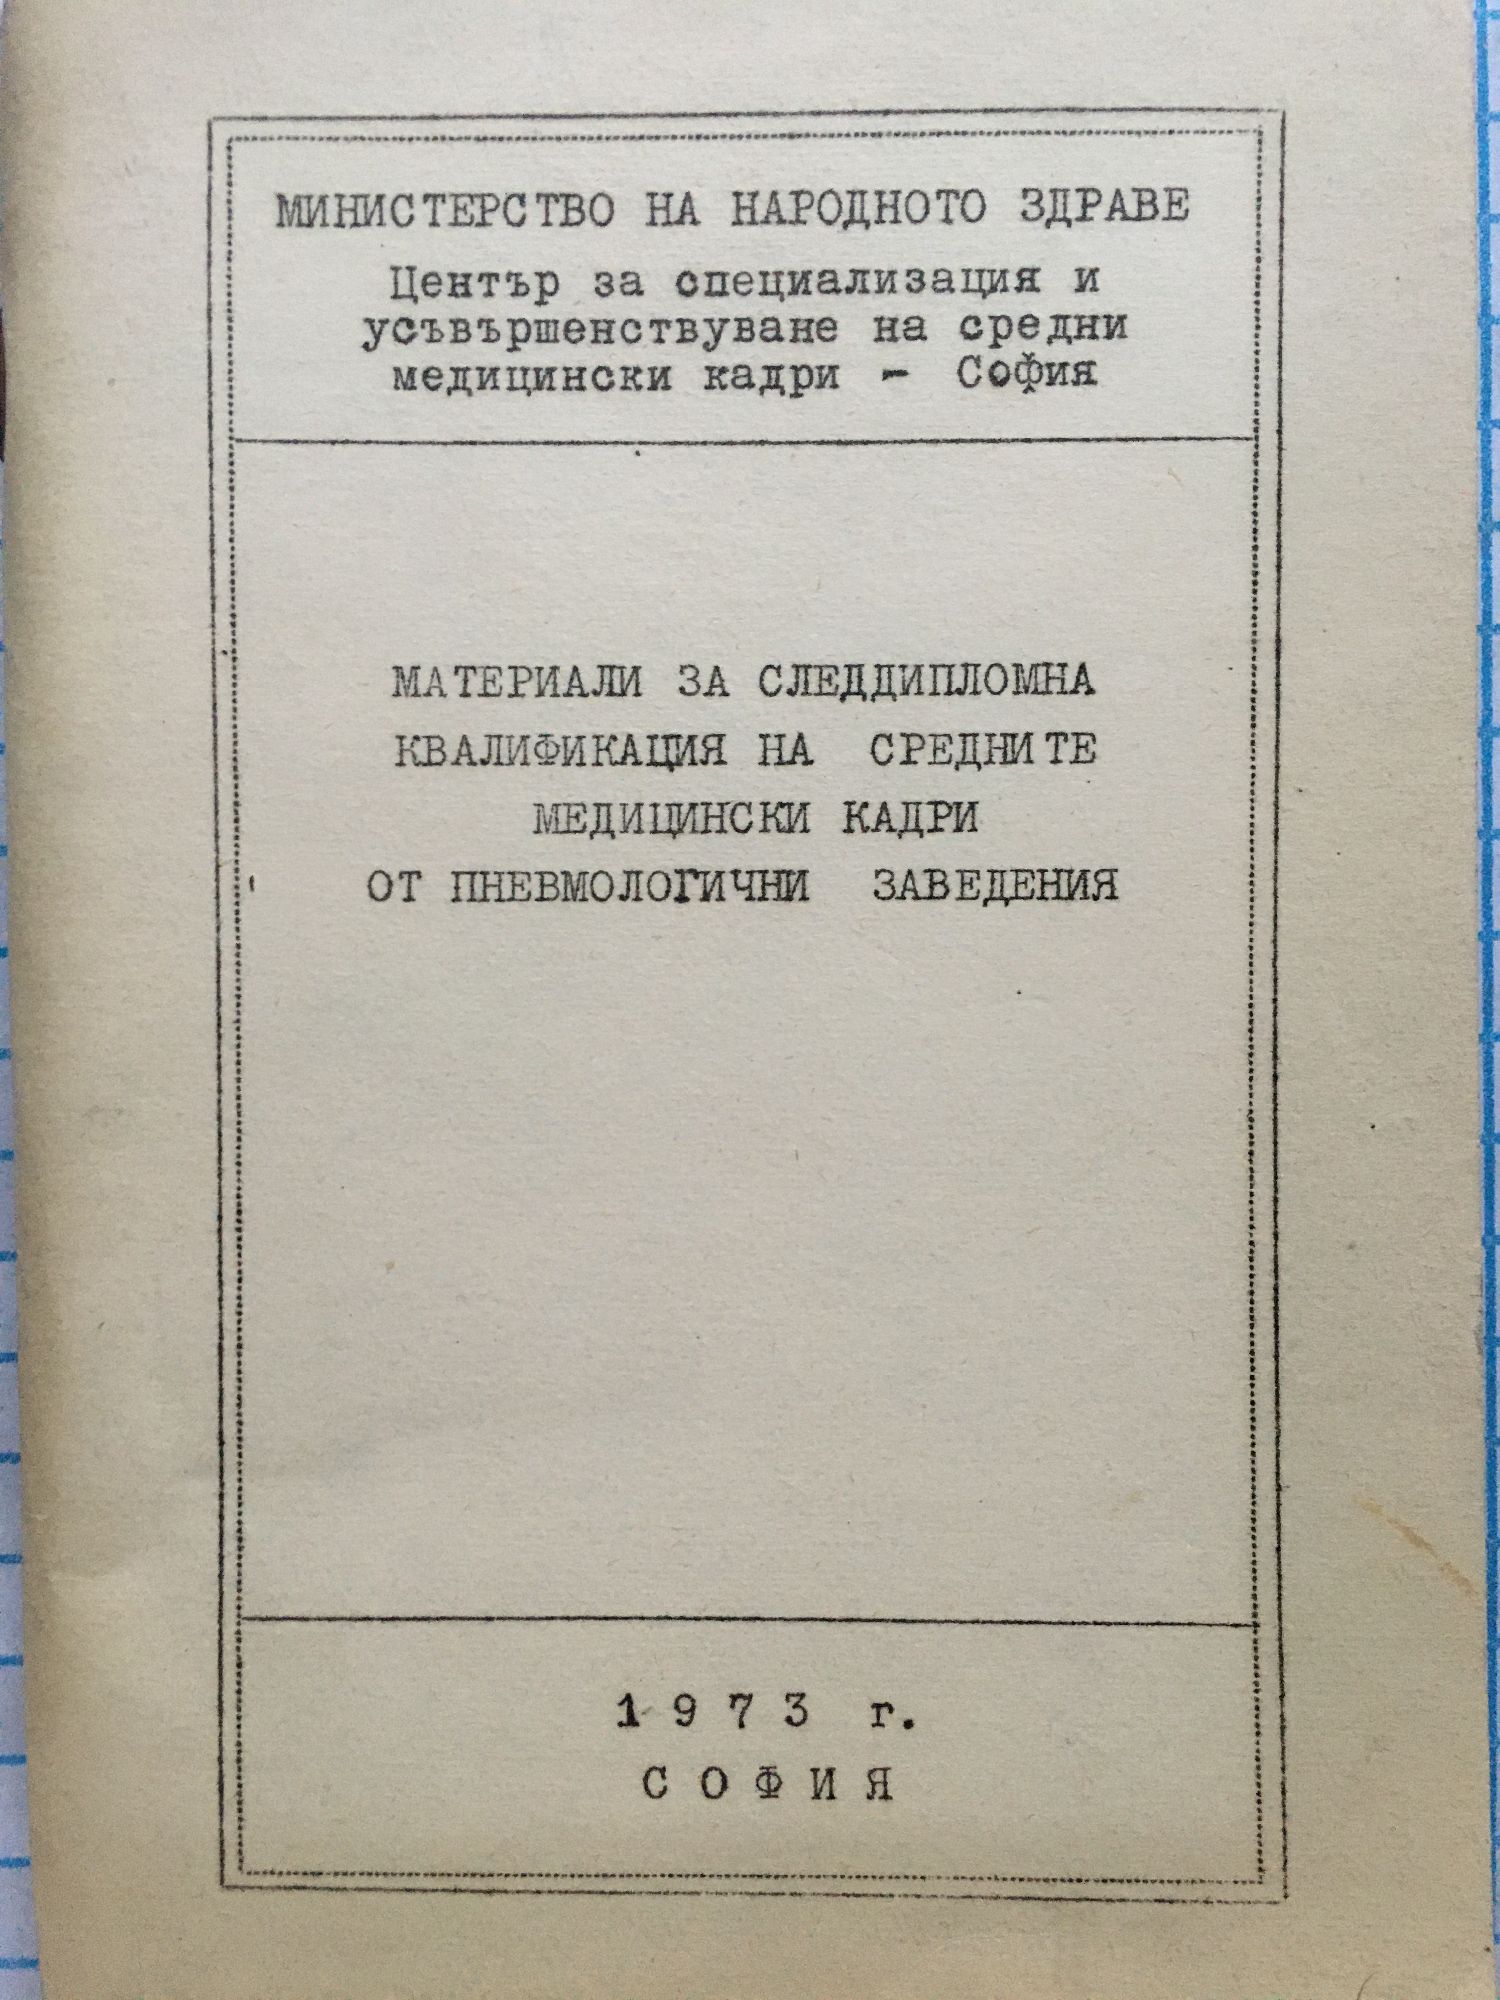 МИНИСТЕРСТВО НА НАРОДНОТО ЗДРАВЕ
Център за специализация и
усъвършенствуване на средни
медицински кадри - София
МАТЕРИАЛИ ЗА СЛЕДДИПЛОМНА
КВАЛИФИКАЦИЯ НА СРЕДНИТЕ
МЕДИЦИНСКИ КАДРИ
ОТ ПНЕВМОЛОГИЧНИ ЗАВЕДЕНИЯ
1973 г.
СОФИЯ